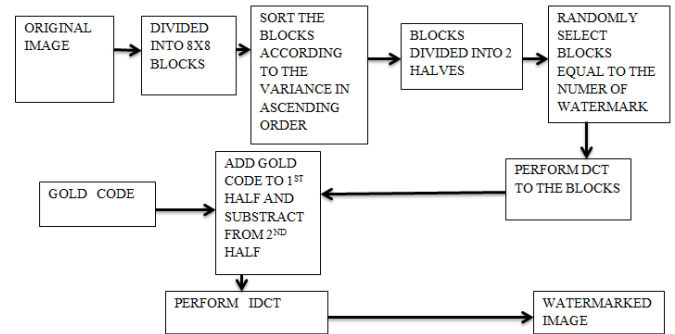 ORIGINAL
IMAGE
DIVIDED
INTO 8X8
BLOCKS
SORT THE
BLOCKS
ACCORDING
TO THE
VARIANCE IN
ASCENDING
ORDER
BLOCKS
DIVIDED INTO 2
HALVES
RANDOMLY
SELECT
BLOCKS
EQUAL TO THE
NUMER OF
WATERMARK
PERFORM DCT
TO THE BLOCKS
GOLD CODE
ADD GOLD
CODE TO 1ST
HALF AND
SUBSTRACT
FROM 2ND
HALF
PERFORM IDCT
WATERMARKED
IMAGE